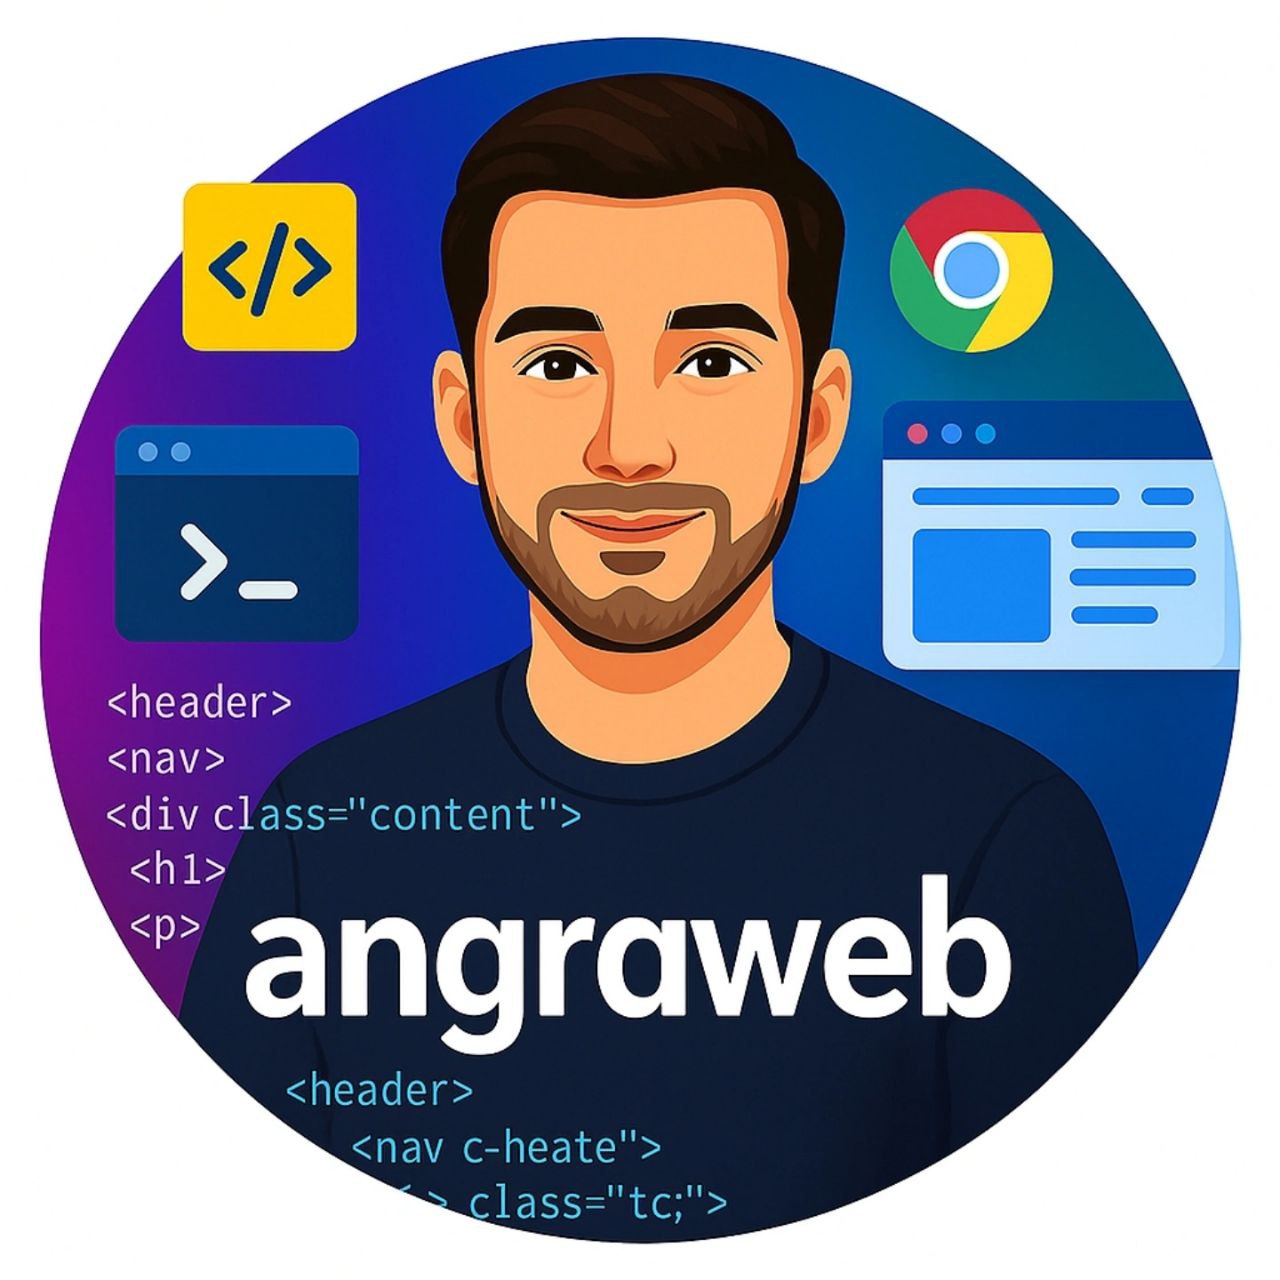 </>
>_
<header>
<nav>
<div class="content">
<h1>
<p>
angraweb
<header>
<nav c-heate">
< > class="tc;">